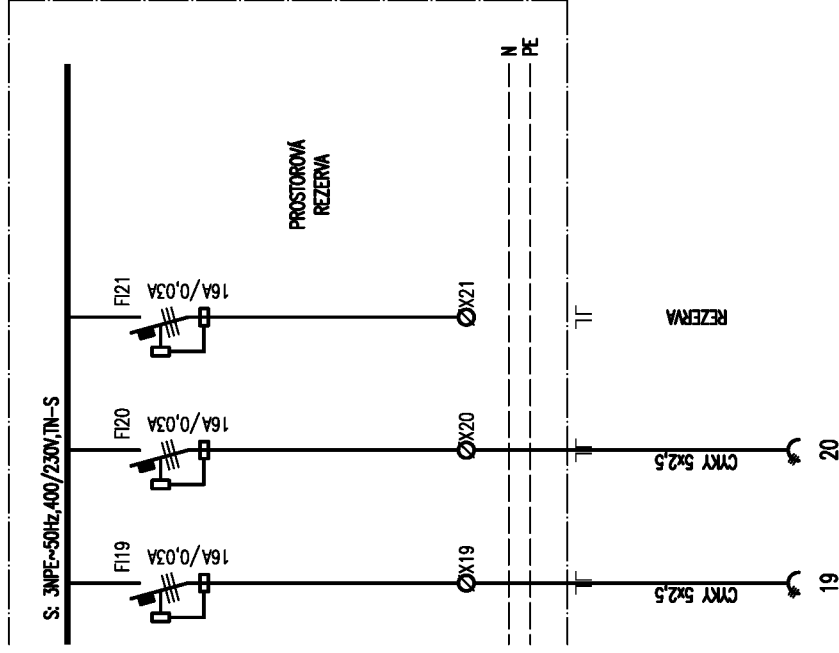 S: 3NPE~50Hz,400/230V,TN-S
FI19
16A/0,03A
X19
CYKY 5x2,5
19
FI20
16A/0,03A
X20
CYKY 5x2,5
20
FI21
16A/0,03A
X21
REZERVA
PROSTOROVÁ
REZERVA
N
PE